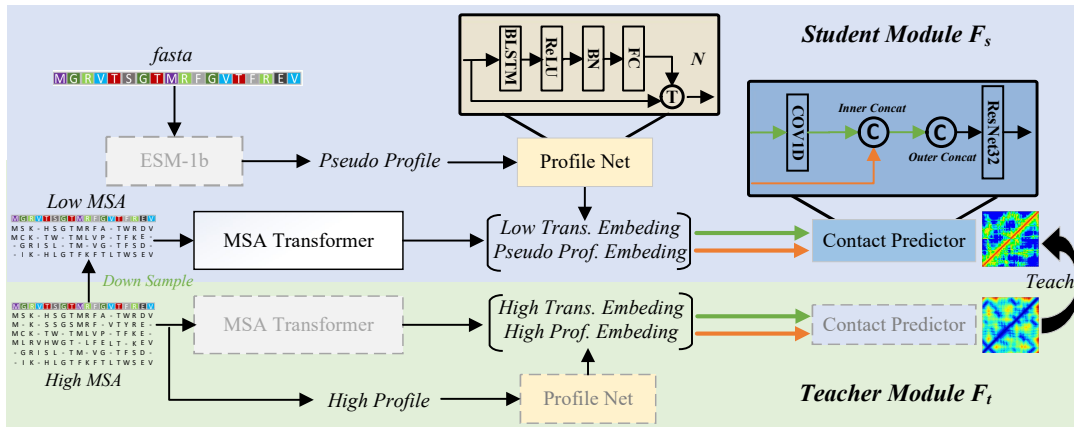 fasta
MGRVTSGTMRFGVTFREV
ESM-1b
Pseudo Profile
Profile Net
BLSTM
ReLU
BN
FC
N
T
Student Module Fs
COV1D
Inner Concat
C
C
Outer Concat
ResNet32
Low MSA
MGRVTSGTMRFGVTFREV
MSK-HSGTMRFA-TWRDV
MCK-TW-TMLVP-TFKE-
-GRISL-TM-VG-TFSD-
-IK-HLGTFKFTLTWSEV
MSA Transformer
Low Trans. Embeding
Pseudo Prof. Embeding
Contact Predictor
Teach
Down Sample
MGRVTSGTMRFGVTFREV
MSK-HSGTMRFA-TWRDV
M-KSSGSMRF-VTYRE-
MCK-TW-TMLVP-TFKE-
MLRVHWGT-LFELT-KEV
-GRISL-TM-VG-TFSD-
-IK-HLGTFKFTLTWSEV
High MSA
MSA Transformer
High Trans. Embeding
High Prof. Embeding
Contact Predictor
High Profile
Profile Net
Teacher Module Ft